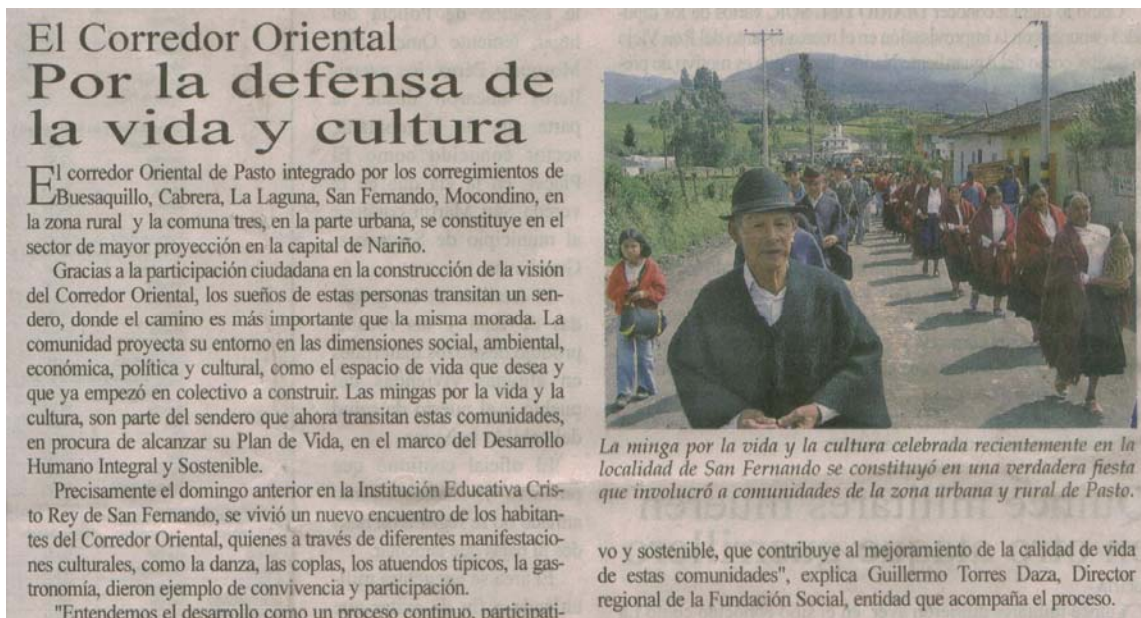 El Corredor Oriental
Por la defensa de
la vida y cultura
El corredor Oriental de Pasto integrado por los corregimientos de
Buesaquillo, Cabrera, La Laguna, San Fernando, Mocondino, en
la zona rural y la comuna tres, en la parte urbana, se constituye en el
sector de mayor proyección en la capital de Nariño.
Gracias a la participación ciudadana en la construcción de la visión
del Corredor Oriental, los sueños de estas personas transitan un sen-
dero, donde el camino es más importante que la misma morada. La
comunidad proyecta su entorno en las dimensiones social, ambiental,
económica, política y cultural, como el espacio de vida que desea y
que ya empezó en colectivo a construir. Las mingas por la vida y la
cultura, son parte del sendero que ahora transitan estas comunidades,
en procura de alcanzar su Plan de Vida, en el marco del Desarrollo
Humano Integral y Sostenible.
Precisamente el domingo anterior en la Institución Educativa Cris-
to Rey de San Fernando, se vivió un nuevo encuentro de los habitan-
tes del Corredor Oriental, quienes a través de diferentes manifestacio-
nes culturales, como la danza, las coplas, los atuendos típicos, la gas-
tronomía, dieron ejemplo de convivencia y participación.
"Entendemos el desarrollo como un proceso continuo, participati-
La minga por la vida y la cultura celebrada recientemente en la
localidad de San Fernando se constituyó en una verdadera fiesta
que involucró a comunidades de la zona urbana y rural de Pasto.
vo y sostenible, que contribuye al mejoramiento de la calidad de vida
de estas comunidades", explica Guillermo Torres Daza, Director
regional de la Fundación Social, entidad que acompaña el proceso.